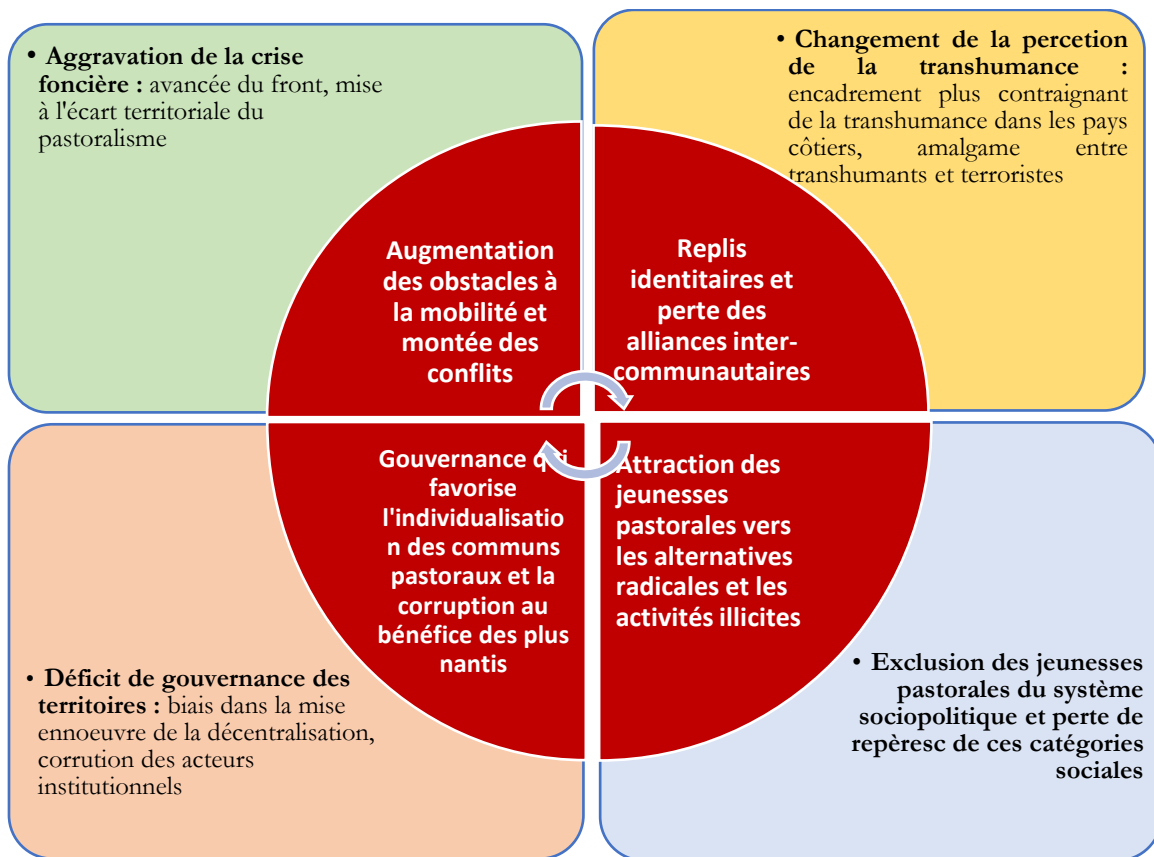 • Aggravation de la crise
foncière : avancée du front, mise
à l'écart territoriale du
pastoralisme
• Changement de la percetion
de la transhumance :
encadrement plus contraignant
de la transhumance dans les pays
côtiers, amalgame entre
transhumants et terroristes
Augmentation
des obstacles à
la mobilité et
montée des
conflits
Replis
identitaires et
perte des
alliances inter-
communautaires
Gouvernance qui
favorise
l'individualisatio
n des communs
pastoraux et la
corruption au
bénéfice des plus
nantis
Attraction des
jeunesses
pastorales vers
les alternatives
radicales et les
activités illicites
• Déficit de gouvernance des
territoires : biais dans la mise
ennoeuvre de la décentralisation,
corrution des acteurs
institutionnels
• Exclusion des jeunesses
pastorales du système
sociopolitique et perte de
repèresc de ces catégories
sociales